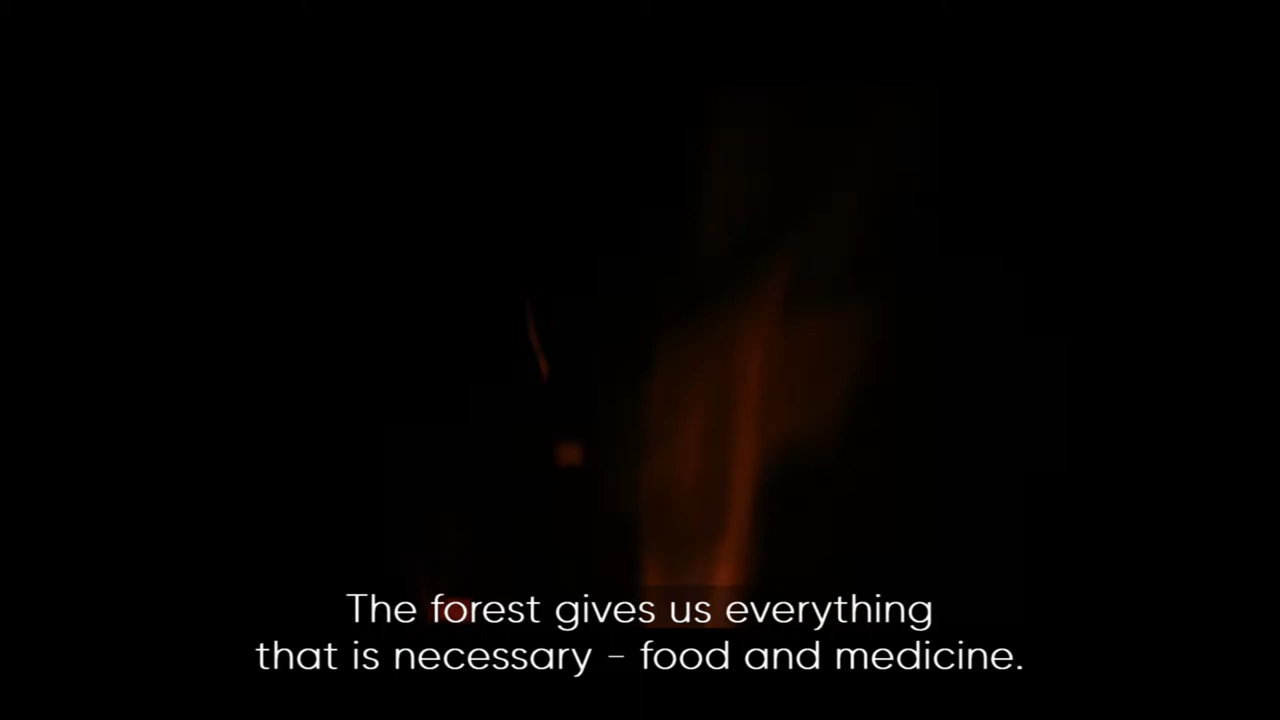 The forest gives us everything
that is necessary – food and medicine.